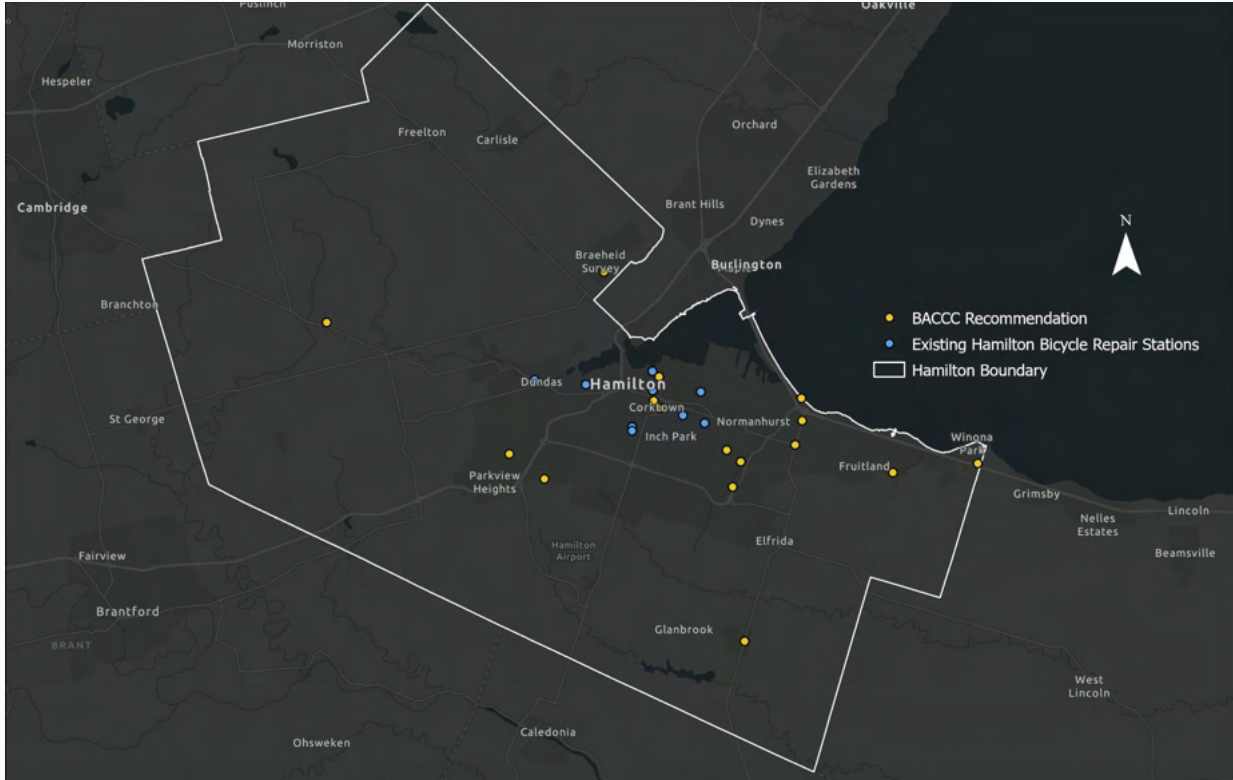 Puslinch
Oakville
Morriston
Hespeler
Freelton
Carlisle
Orchard
Elizabeth
Gardens
Cambridge
Brant Hills
Dynes
N
Braeheid
Survey
Burlington
Branchton
BACCC Recommendation
Existing Hamilton Bicycle Repair Stations
Hamilton Boundary
Dundas
Hamilton
St George
Corktown
Normanhurst
Inch Park
Winona
Park
Fruitland
Parkview
Heights
Grimsby
Lincoln
Nelles
Estates
Hamilton
Airport
Elfrida
Beamsville
Fairview
Brantford
Glanbrook
BRANT
West
Lincoln
Caledonia
Ohsweken